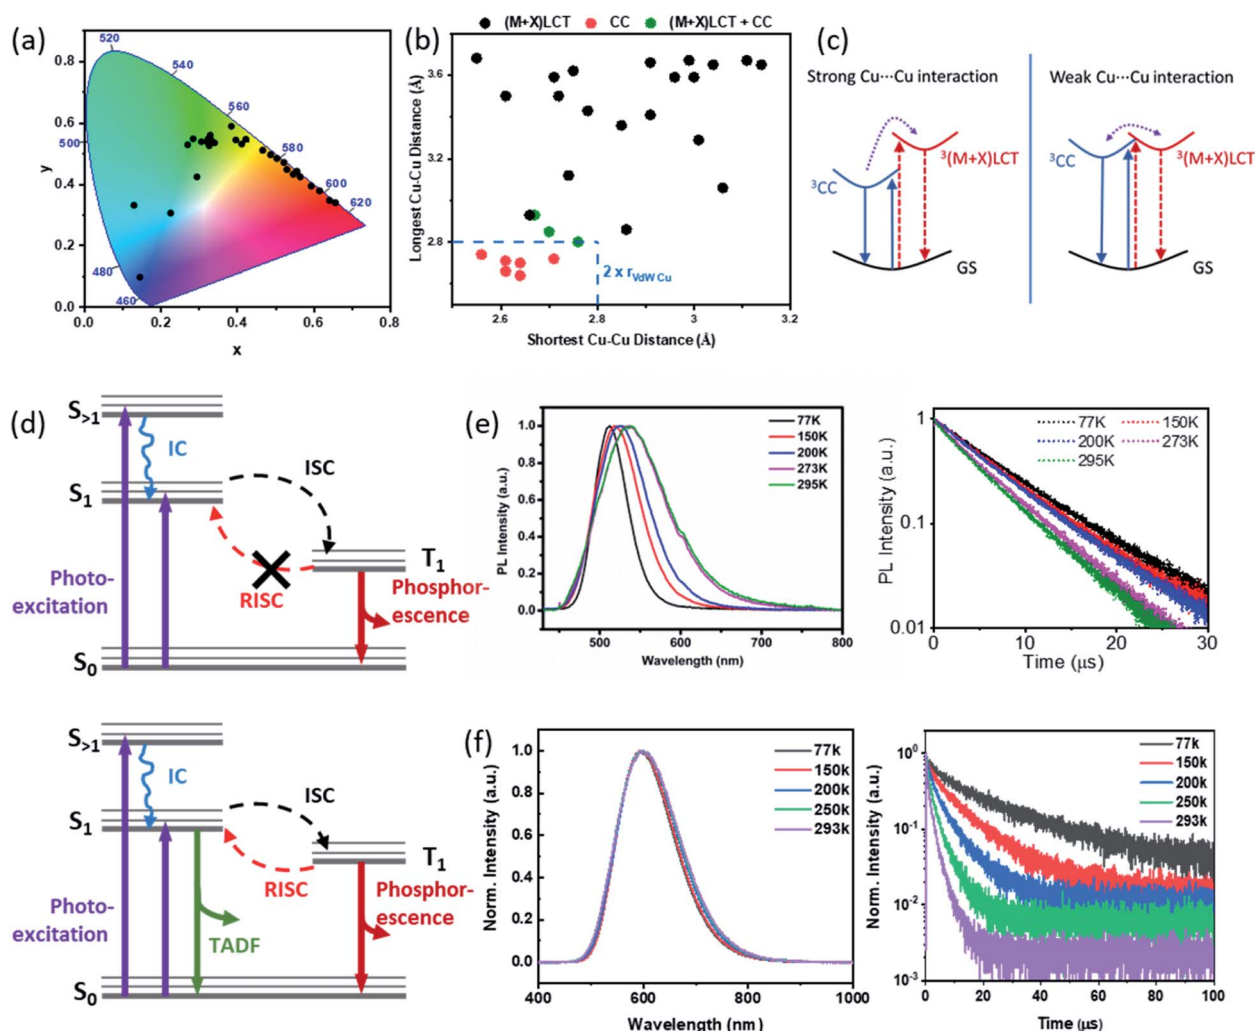 (a)
520
540
560
500
580
600
620
480
460
0.8
0.6
0.4
0.2
0.0
y
0.0 0.2 0.4 0.6 0.8
x
(b)
(M+X)LCT CC (M+X)LCT + CC
3.6
3.2
2.8
Longest Cu-Cu Distance (Å)
2 x rVdW Cu
2.6 2.8 3 3.2
Shortest Cu-Cu Distance (Å)
(c)
Strong Cu···Cu interaction
Weak Cu···Cu interaction
³CC
³(M+X)LCT
GS
³CC
³(M+X)LCT
GS
(d)
S>1
IC
S1
ISC
T1
RISC
Photo-
excitation
Phosphor-
escence
S0
S>1
IC
S1
ISC
T1
RISC
Photo-
excitation
TADF
Phosphor-
escence
S0
(e)
PL Intensity (a.u.)
1.0
0.8
0.6
0.4
0.2
0.0
77K
150K
200K
273K
295K
500 600 700 800
Wavelength (nm)
PL Intensity (a.u.)
1
0.1
0.01
77K 150K
200K 273K
295K
0 10 20 30
Time (μs)
(f)
Norm. Intensity (a.u.)
1.0
0.8
0.6
0.4
0.2
0.0
77k
150k
200k
250k
293k
400 500 600 700 800 900 1000
Wavelength (nm)
Norm. Intensity (a.u.)
10⁰
10⁻¹
10⁻²
10⁻³
77k
150k
200k
250k
293k
0 20 40 60 80 100
Time (μs)